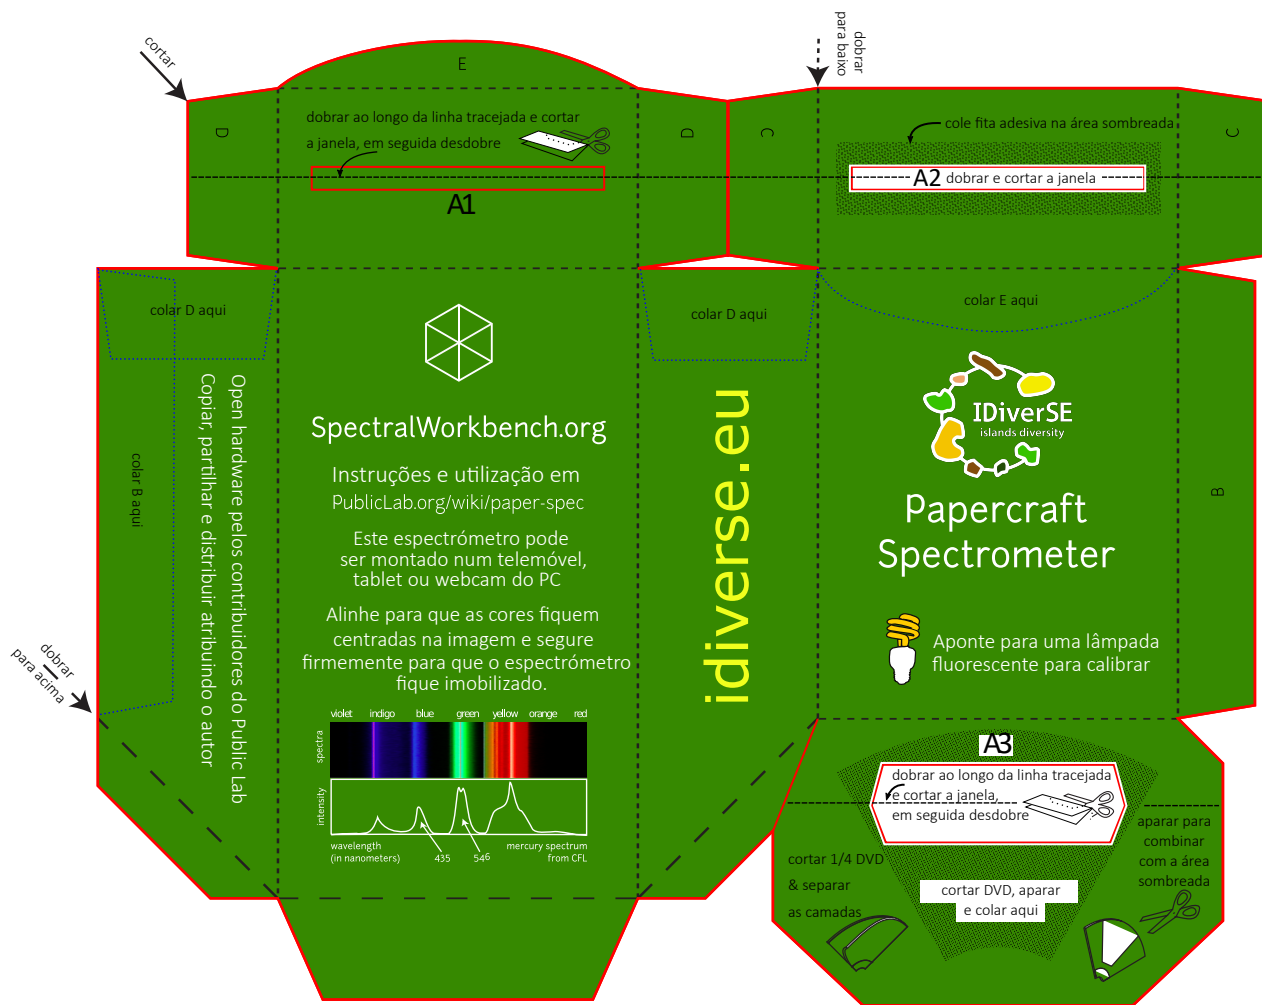 cortar
dobrar
para baixo
E
D
dobrar ao longo da linha tracejada e cortar
a janela, em seguida desdobre
A1
D
C
cole fita adesiva na área sombreada
A2 dobrar e cortar a janela
C
colar D aqui
colar B aqui
Open hardware pelos contribuidores do Public Lab
Copiar, partilhar e distribuir atribuindo o autor
dobrar
para acima
SpectralWorkbench.org
Instruções e utilização em
PublicLab.org/wiki/paper-spec
Este espectrómetro pode
ser montado num telemóvel,
tablet ou webcam do PC
Alinhe para que as cores fiquem
centradas na imagem e segure
firmemente para que o espectrómetro
fique imobilizado.
violet indigo blue green yellow orange red
spectra
intensity
wavelength
(in nanometers)
435
546
mercury spectrum
from CFL
colar D aqui
idiverse.eu
colar E aqui
IDiverSE
islands diversity
Papercraft
Spectrometer
Aponte para uma lâmpada
fluorescente para calibrar
B
A3
dobrar ao longo da linha tracejada
e cortar a janela,
em seguida desdobre
cortar 1/4 DVD
& separar
as camadas
cortar DVD, aparar
e colar aqui
aparar para
combinar
com a área
sombreada